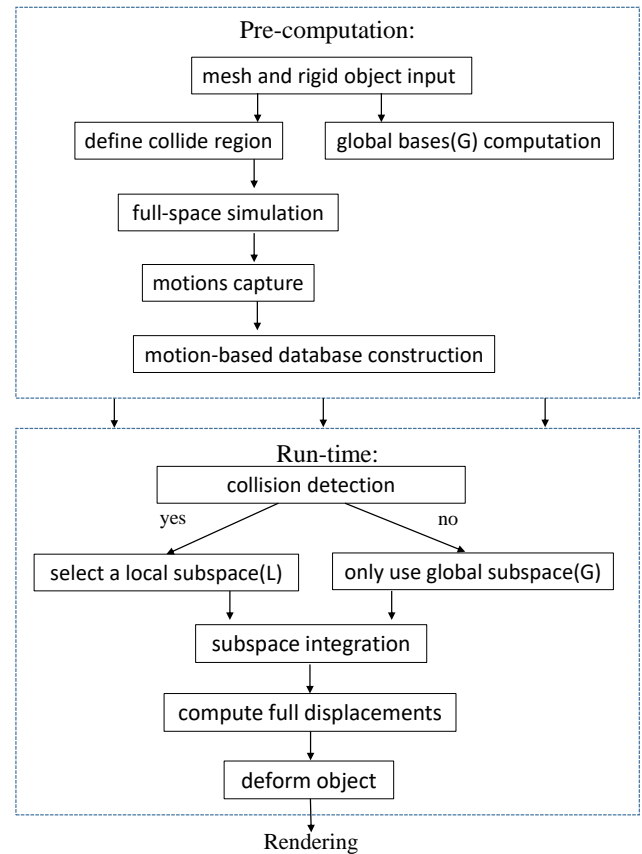 Pre-computation:
mesh and rigid object input
define collide region
global bases(G) computation
full-space simulation
motions capture
motion-based database construction
Run-time:
collision detection
yes
no
select a local subspace(L)
only use global subspace(G)
subspace integration
compute full displacements
deform object
Rendering